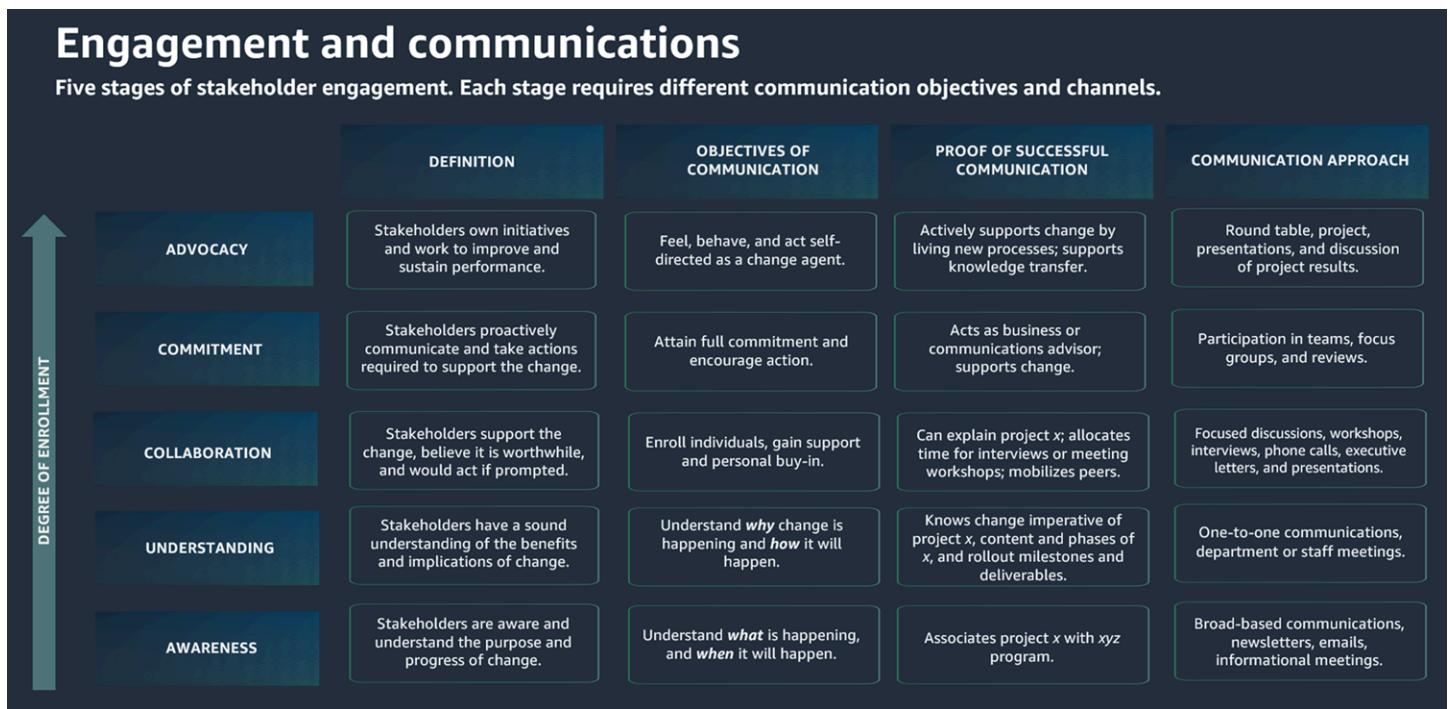 Engagement and communications
Five stages of stakeholder engagement. Each stage requires different communication objectives and channels.
DEFINITION
OBJECTIVES OF
COMMUNICATION
PROOF OF SUCCESSFUL
COMMUNICATION
COMMUNICATION APPROACH
DEGREE OF ENROLLMENT
ADVOCACY
Stakeholders own initiatives
and work to improve and
sustain performance.
Feel, behave, and act self-
directed as a change agent.
Actively supports change by
living new processes; supports
knowledge transfer.
Round table, project,
presentations, and discussion
of project results.
COMMITMENT
Stakeholders proactively
communicate and take actions
required to support the change.
Attain full commitment and
encourage action.
Acts as business or
communications advisor;
supports change.
Participation in teams, focus
groups, and reviews.
COLLABORATION
Stakeholders support the
change, believe it is worthwhile,
and would act if prompted.
Enroll individuals, gain support
and personal buy-in.
Can explain project x; allocates
time for interviews or meeting
workshops; mobilizes peers.
Focused discussions, workshops,
interviews, phone calls, executive
letters, and presentations.
UNDERSTANDING
Stakeholders have a sound
understanding of the benefits
and implications of change.
Understand why change is
happening and how it will
happen.
Knows change imperative of
project x, content and phases of
x, and rollout milestones and
deliverables.
One-to-one communications,
department or staff meetings.
AWARENESS
Stakeholders are aware and
understand the purpose and
progress of change.
Understand what is happening,
and when it will happen.
Associates project x with xyz
program.
Broad-based communications,
newsletters, emails,
informational meetings.